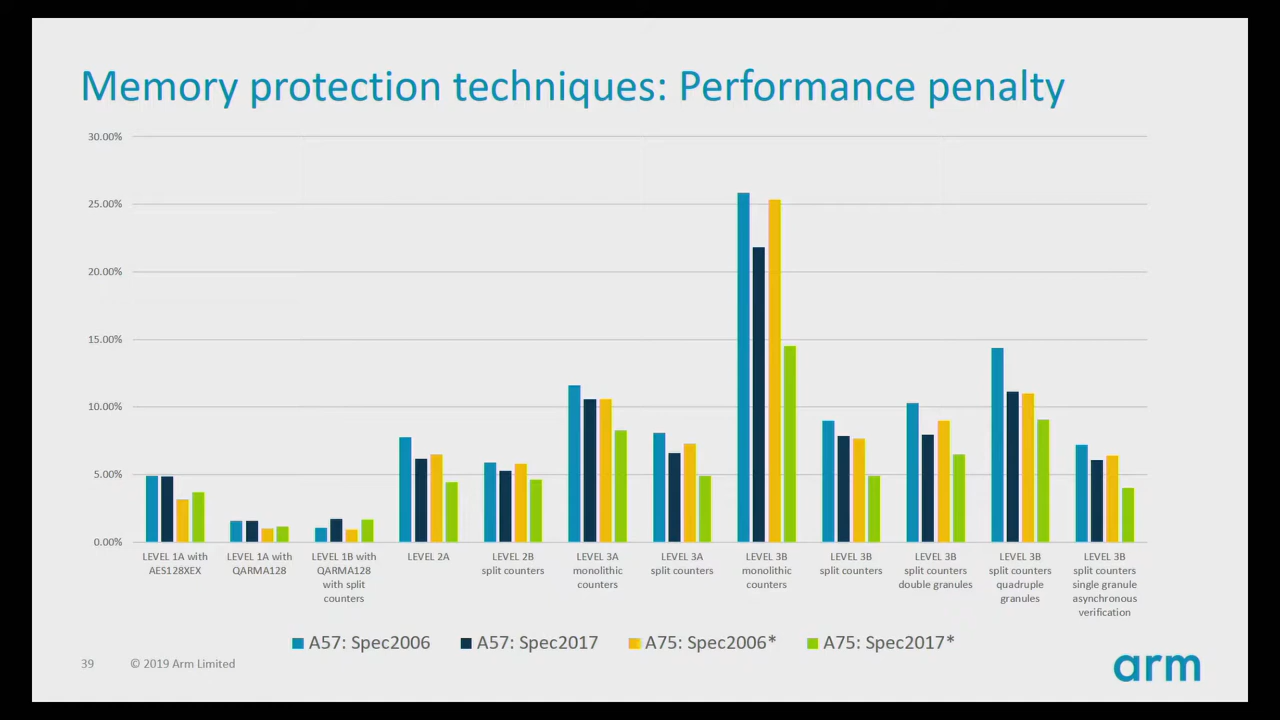 Memory protection techniques: Performance penalty
30.00%
25.00%
20.00%
15.00%
10.00%
5.00%
0.00%
LEVEL 1A with
AES128XEX
LEVEL 1A with
QARMA128
LEVEL 1B with
QARMA128
with split
counters
LEVEL 2A
LEVEL 2B
split counters
LEVEL 3A
monolithic
counters
LEVEL 3A
split counters
LEVEL 3B
monolithic
counters
LEVEL 3B
split counters
LEVEL 3B
split counters
double granules
LEVEL 3B
split counters
quadruple
granules
LEVEL 3B
split counters
single granule
asynchronous
verification
A57: Spec2006
A57: Spec2017
A75: Spec2006*
A75: Spec2017*
39
© 2019 Arm Limited
arm